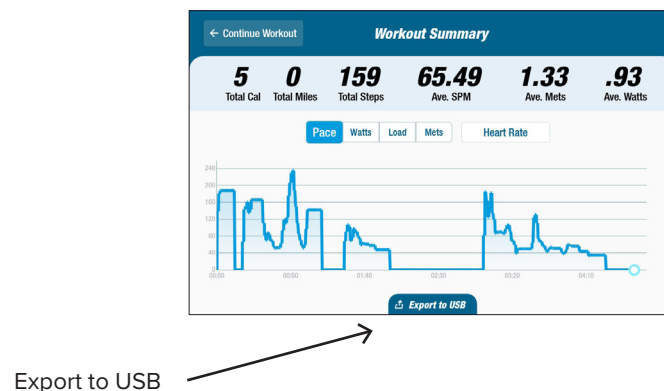 ← Continue Workout
Workout Summary
5 0 159 65.49 1.33 .93
Total Cal Total Miles Total Steps Ave. SPM Ave. Mets Ave. Watts
Pace Watts Load Mets Heart Rate
240
200
160
120
80
40
0
00:00 00:50 01:40 02:30 03:20 04:10
Export to USB
Export to USB